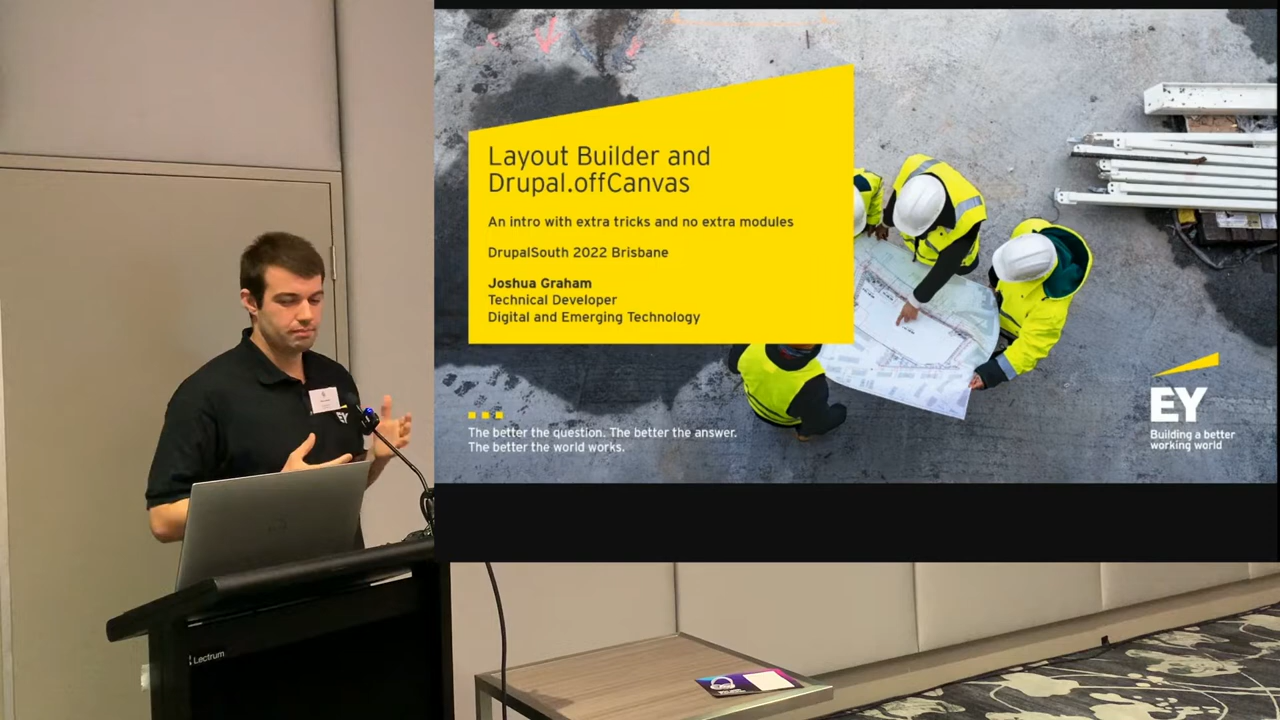 Layout Builder and
Drupal.offCanvas
An intro with extra tricks and no extra modules
DrupalSouth 2022 Brisbane
Joshua Graham
Technical Developer
Digital and Emerging Technology
The better the question. The better the answer.
The better the world works.
EY
Building a better
working world
EY
Lectrum